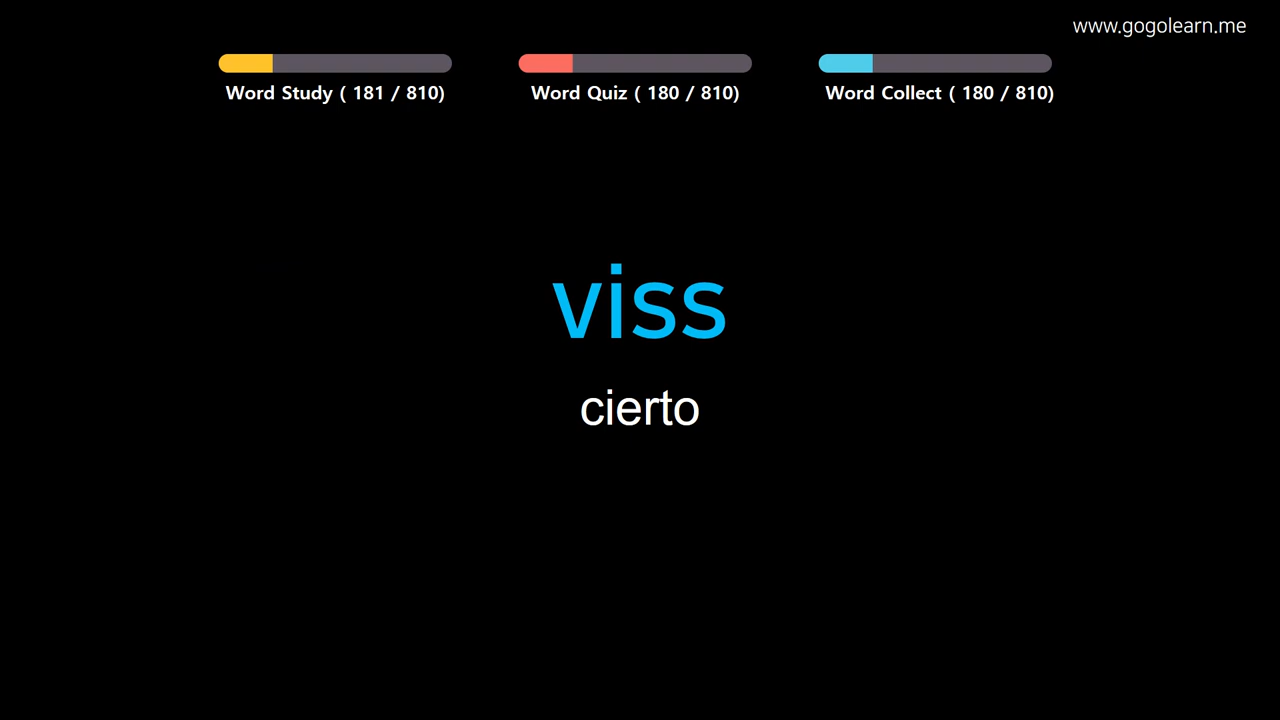 www.gogolearn.me
Word Study ( 181 / 810)
Word Quiz ( 180 / 810)
Word Collect ( 180 / 810)
viss
cierto